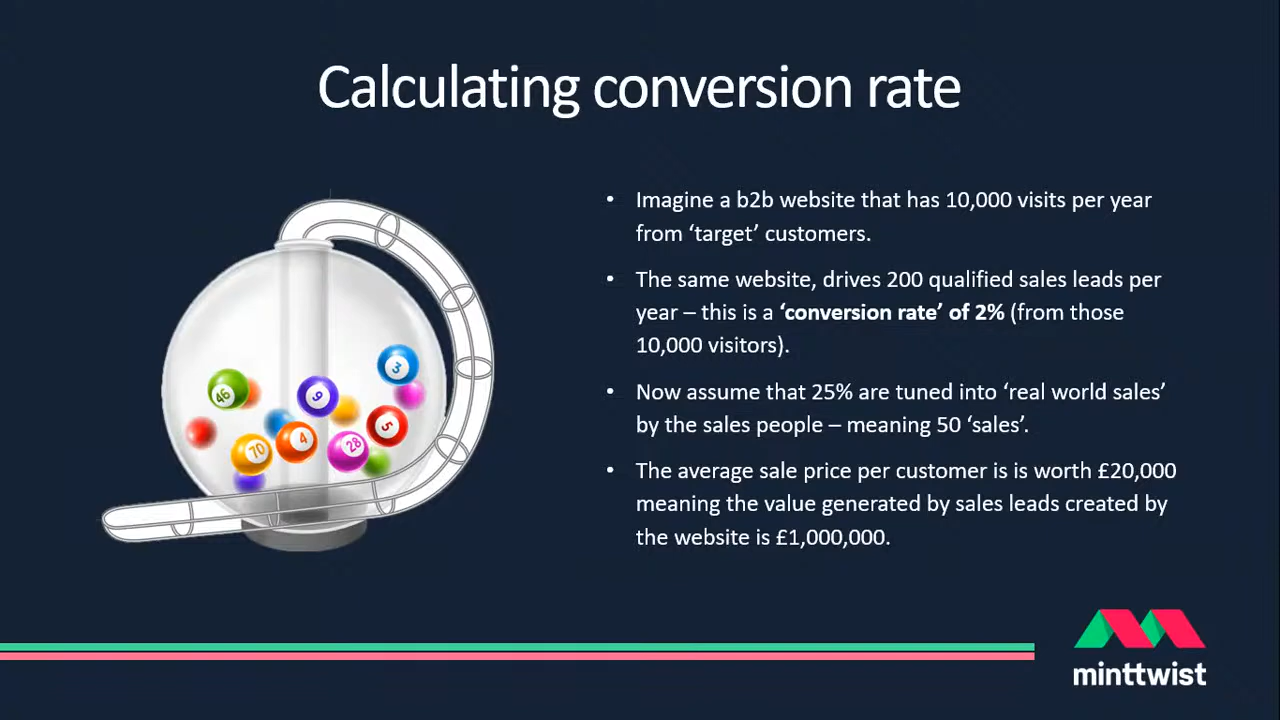 Calculating conversion rate
• Imagine a b2b website that has 10,000 visits per year
from ‘target’ customers.
• The same website, drives 200 qualified sales leads per
year – this is a ‘conversion rate’ of 2% (from those
10,000 visitors).
• Now assume that 25% are tuned into ‘real world sales’
by the sales people – meaning 50 ‘sales’.
• The average sale price per customer is is worth £20,000
meaning the value generated by sales leads created by
the website is £1,000,000.
46
9
3
70
4
28
5
minttwist